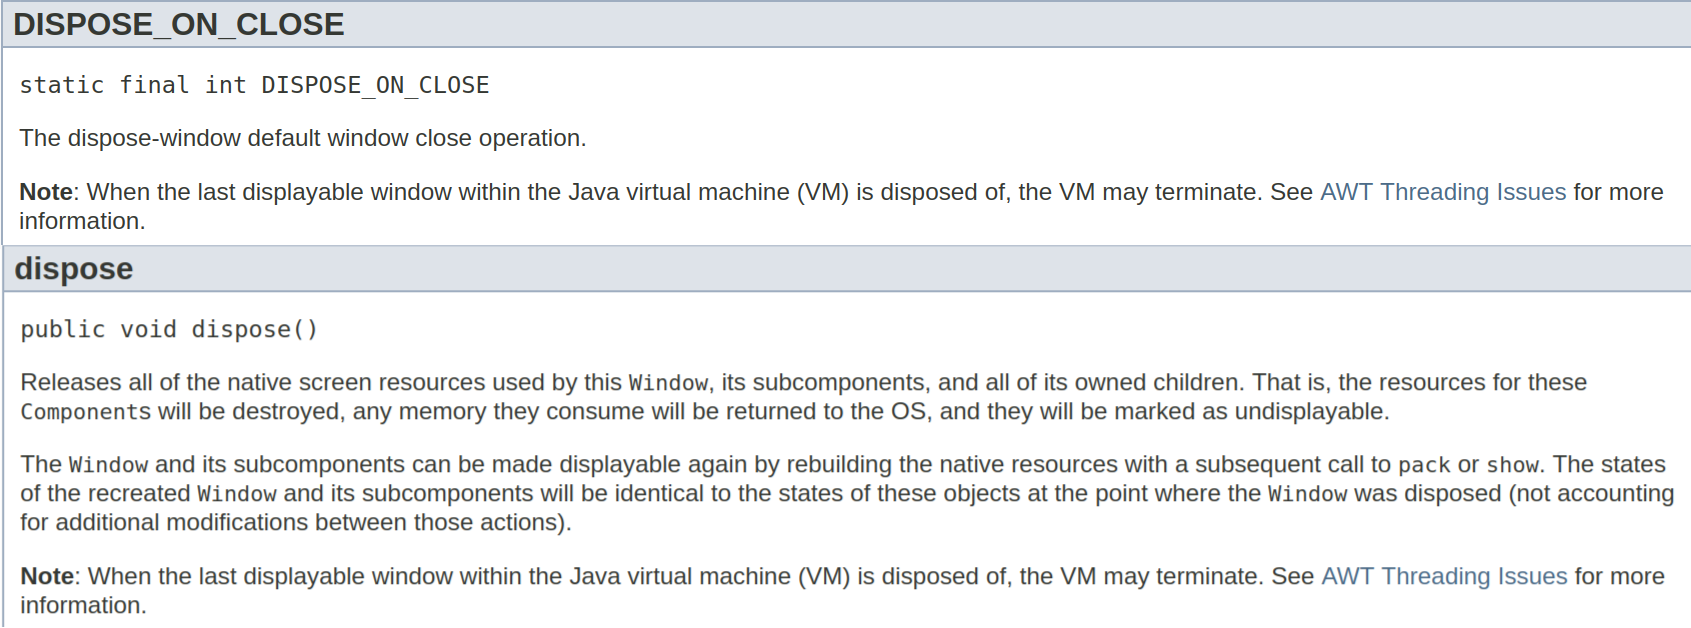 DISPOSE_ON_CLOSE
static final int DISPOSE_ON_CLOSE
The dispose-window default window close operation.
Note: When the last displayable window within the Java virtual machine (VM) is disposed of, the VM may terminate. See AWT Threading Issues for more
information.
dispose
public void dispose()
Releases all of the native screen resources used by this Window, its subcomponents, and all of its owned children. That is, the resources for these
Components will be destroyed, any memory they consume will be returned to the OS, and they will be marked as undisplayable.
The Window and its subcomponents can be made displayable again by rebuilding the native resources with a subsequent call to pack or show. The states
of the recreated Window and its subcomponents will be identical to the states of these objects at the point where the Window was disposed (not accounting
for additional modifications between those actions).
Note: When the last displayable window within the Java virtual machine (VM) is disposed of, the VM may terminate. See AWT Threading Issues for more
information.